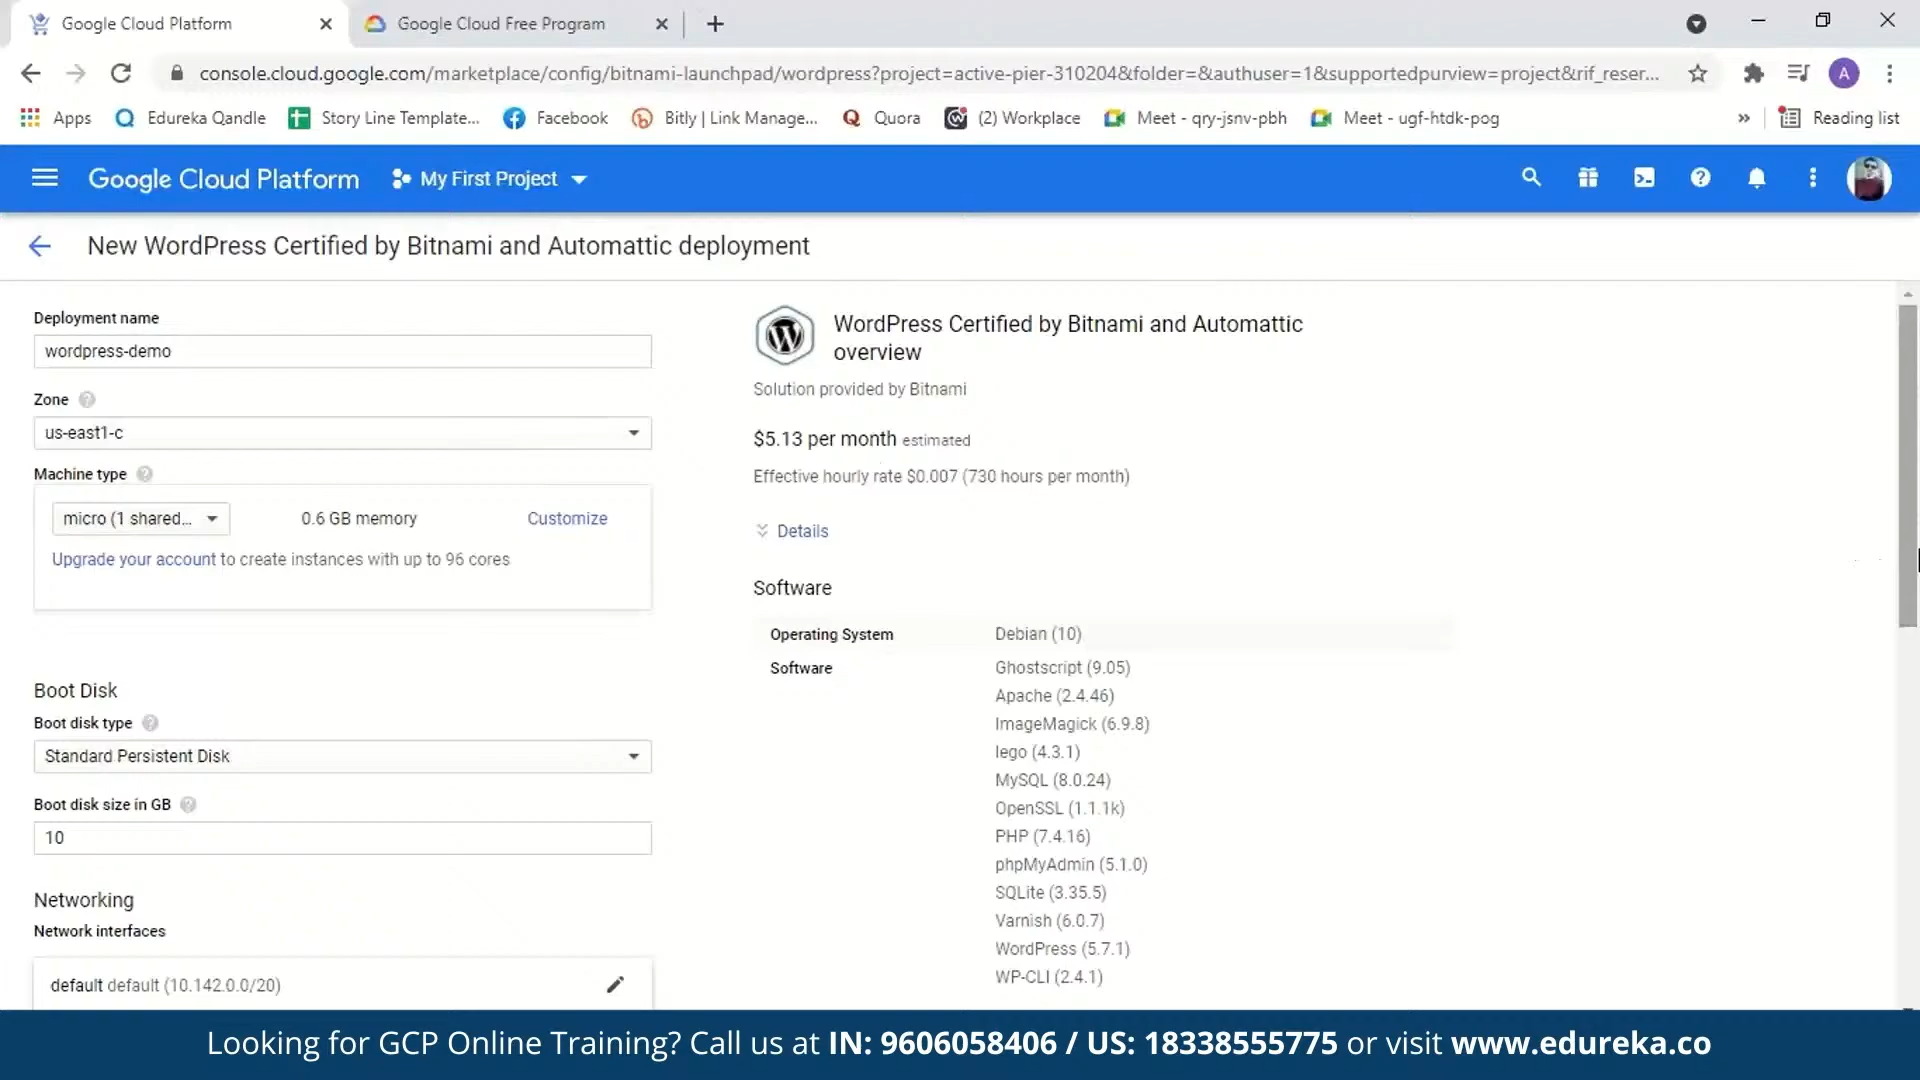 Google Cloud Platform
Google Cloud Free Program
console.cloud.google.com/marketplace/config/bitnami-launchpad/wordpress?project=active-pier-310204&folder=&authuser=1&supportedpurview=project&rif_reser...
A
Apps
Edureka Qandle
Story Line Template...
Facebook
Bitly | Link Manage...
Quora
(2) Workplace
Meet - qry-jsnv-pbh
Meet - ugf-htdk-pog
»
Reading list
Google Cloud Platform
My First Project
New WordPress Certified by Bitnami and Automattic deployment
Deployment name
wordpress-demo
Zone
us-east1-c
Machine type
micro (1 shared...
0.6 GB memory
Customize
Upgrade your account to create instances with up to 96 cores
Boot Disk
Boot disk type
Standard Persistent Disk
Boot disk size in GB
10
Networking
Network interfaces
default default (10.142.0.0/20)
WordPress Certified by Bitnami and Automattic
overview
Solution provided by Bitnami
$5.13 per month estimated
Effective hourly rate $0.007 (730 hours per month)
Details
Software
Operating System
Debian (10)
Software
Ghostscript (9.05)
Apache (2.4.46)
ImageMagick (6.9.8)
lego (4.3.1)
MySQL (8.0.24)
OpenSSL (1.1.1k)
PHP (7.4.16)
phpMyAdmin (5.1.0)
SQLite (3.35.5)
Varnish (6.0.7)
WordPress (5.7.1)
WP-CLI (2.4.1)
Looking for GCP Online Training? Call us at IN: 9606058406 / US: 18338555775 or visit www.edureka.co